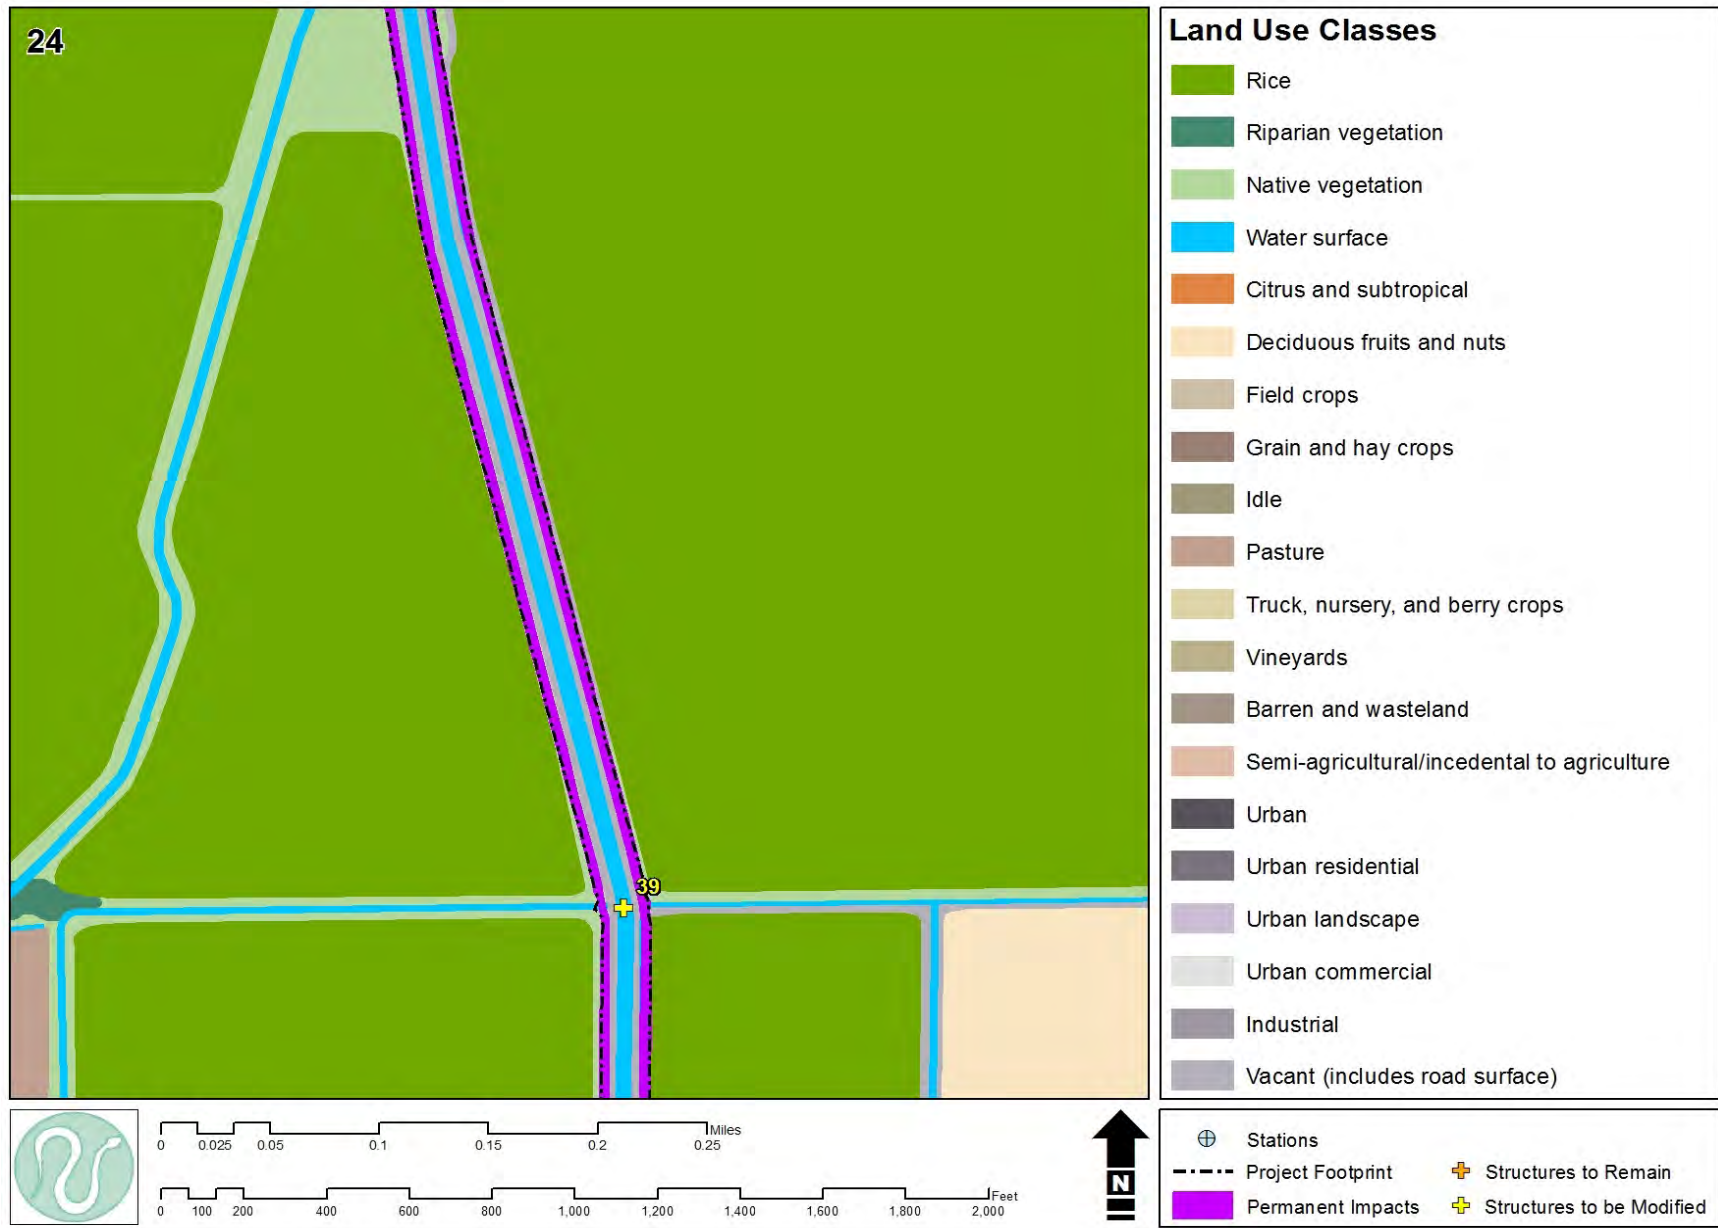 24
39
Land Use Classes
Rice
Riparian vegetation
Native vegetation
Water surface
Citrus and subtropical
Deciduous fruits and nuts
Field crops
Grain and hay crops
Idle
Pasture
Truck, nursery, and berry crops
Vineyards
Barren and wasteland
Semi-agricultural/incedental to agriculture
Urban
Urban residential
Urban landscape
Urban commercial
Industrial
Vacant (includes road surface)
Miles
0 0.025 0.05 0.1 0.15 0.2 0.25
Feet
0 100 200 400 600 800 1,000 1,200 1,400 1,600 1,800 2,000
N
Stations
Project Footprint
Structures to Remain
Permanent Impacts
Structures to be Modified